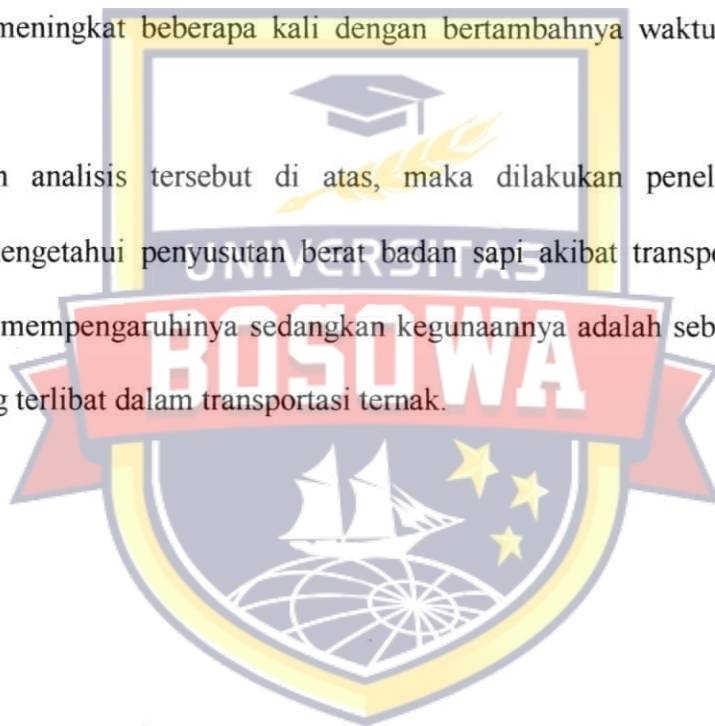 meningkat beberapa kali dengan bertambahnya waktu
analisis tersebut di atas, maka dilakukan penel
engetahui penyusutan berat badan sapi akibat transpo
mempengaruhinya sedangkan kegunaannya adalah seb
g terlibat dalam transportasi ternak.
UNIVERSITAS
BOSOWA